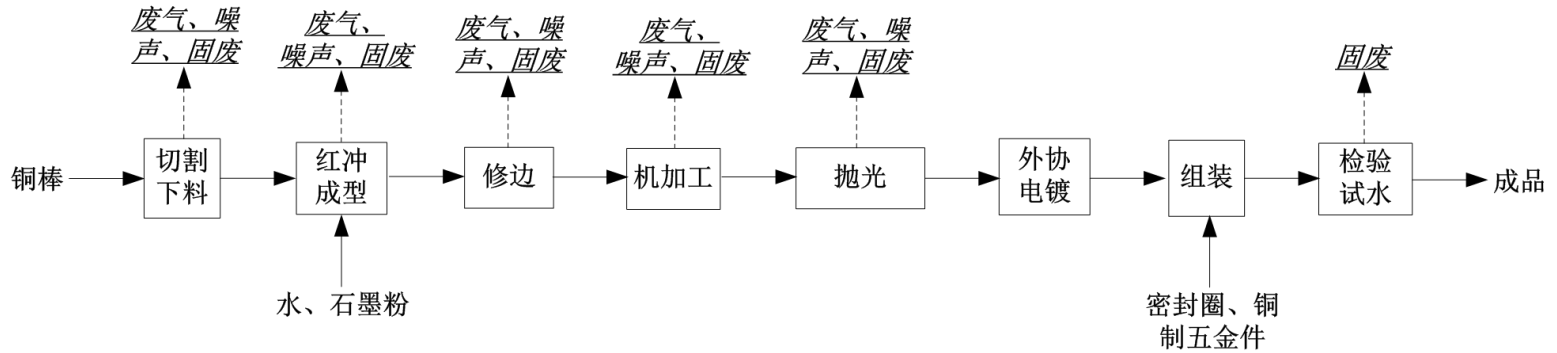 废气、噪
声、固废
废气、
噪声、固废
废气、噪
声、固废
废气、
噪声、固废
废气、噪
声、固废
固废
铜棒
切割
下料
红冲
成型
修边
机加工
抛光
外协
电镀
组装
检验
试水
成品
水、石墨粉
密封圈、铜
制五金件